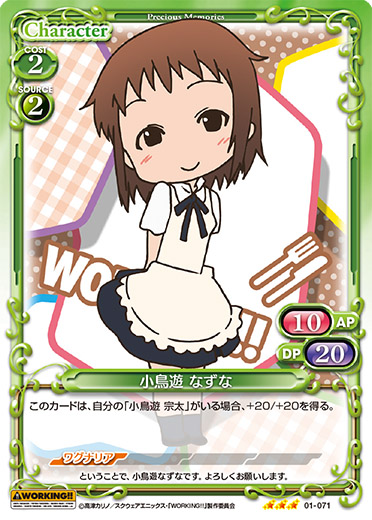 Precious Memories
Character
COST
2
SOURCE
2
WORKING!!
10 AP
DP 20
小鳥遊 なずな
このカードは、自分の「小鳥遊 宗太」がいる場合、+20/+20を得る。
ワグナリア
ということで、小鳥遊なずなです。よろしくお願いします。
WORKING!!
©高津カリノ/スクウェアエニックス・「WORKING!!」製作委員会
01-071